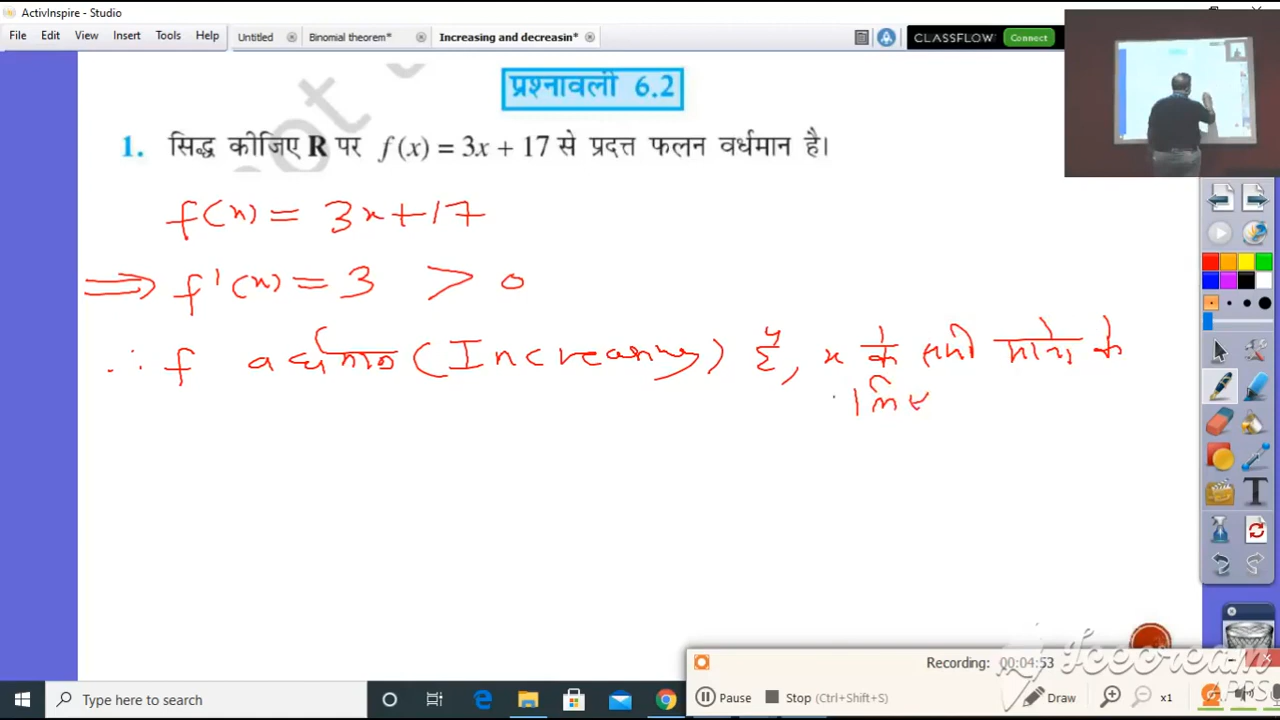 ActivInspire - Studio
File Edit View Insert Tools Help
Untitled Binomial theorem* Increasing and decreasin*
CLASSFLOW Connect
प्रश्नावली 6.2
1. सिद्ध कीजिए R पर f(x) = 3x + 17 से प्रदत्त फलन वर्धमान है।
f(x) = 3x+17
⟹ f'(x) = 3 > 0
∴ f वर्धमान (Increasing) है, x के सभी मानों के
लिए
Recording: 00:04:53
Pause Stop (Ctrl+Shift+S) Draw x1
Type here to search
Icecream
APPS